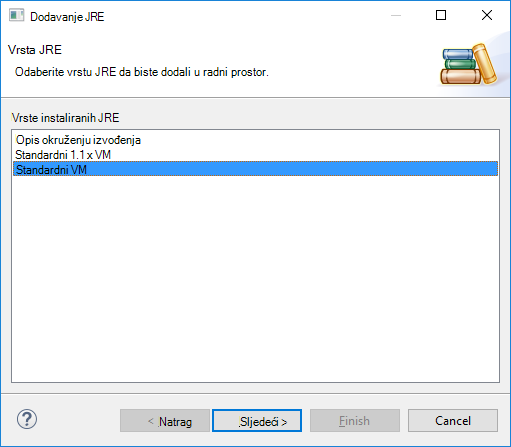 Dodavanje JRE
Vrsta JRE
Odaberite vrstu JRE da biste dodali u radni prostor.
Vrste instaliranih JRE
Opis okruženju izvođenja
Standardni 1.1 x VM
Standardni VM
< Natrag
Sljedeći >
Finish
Cancel